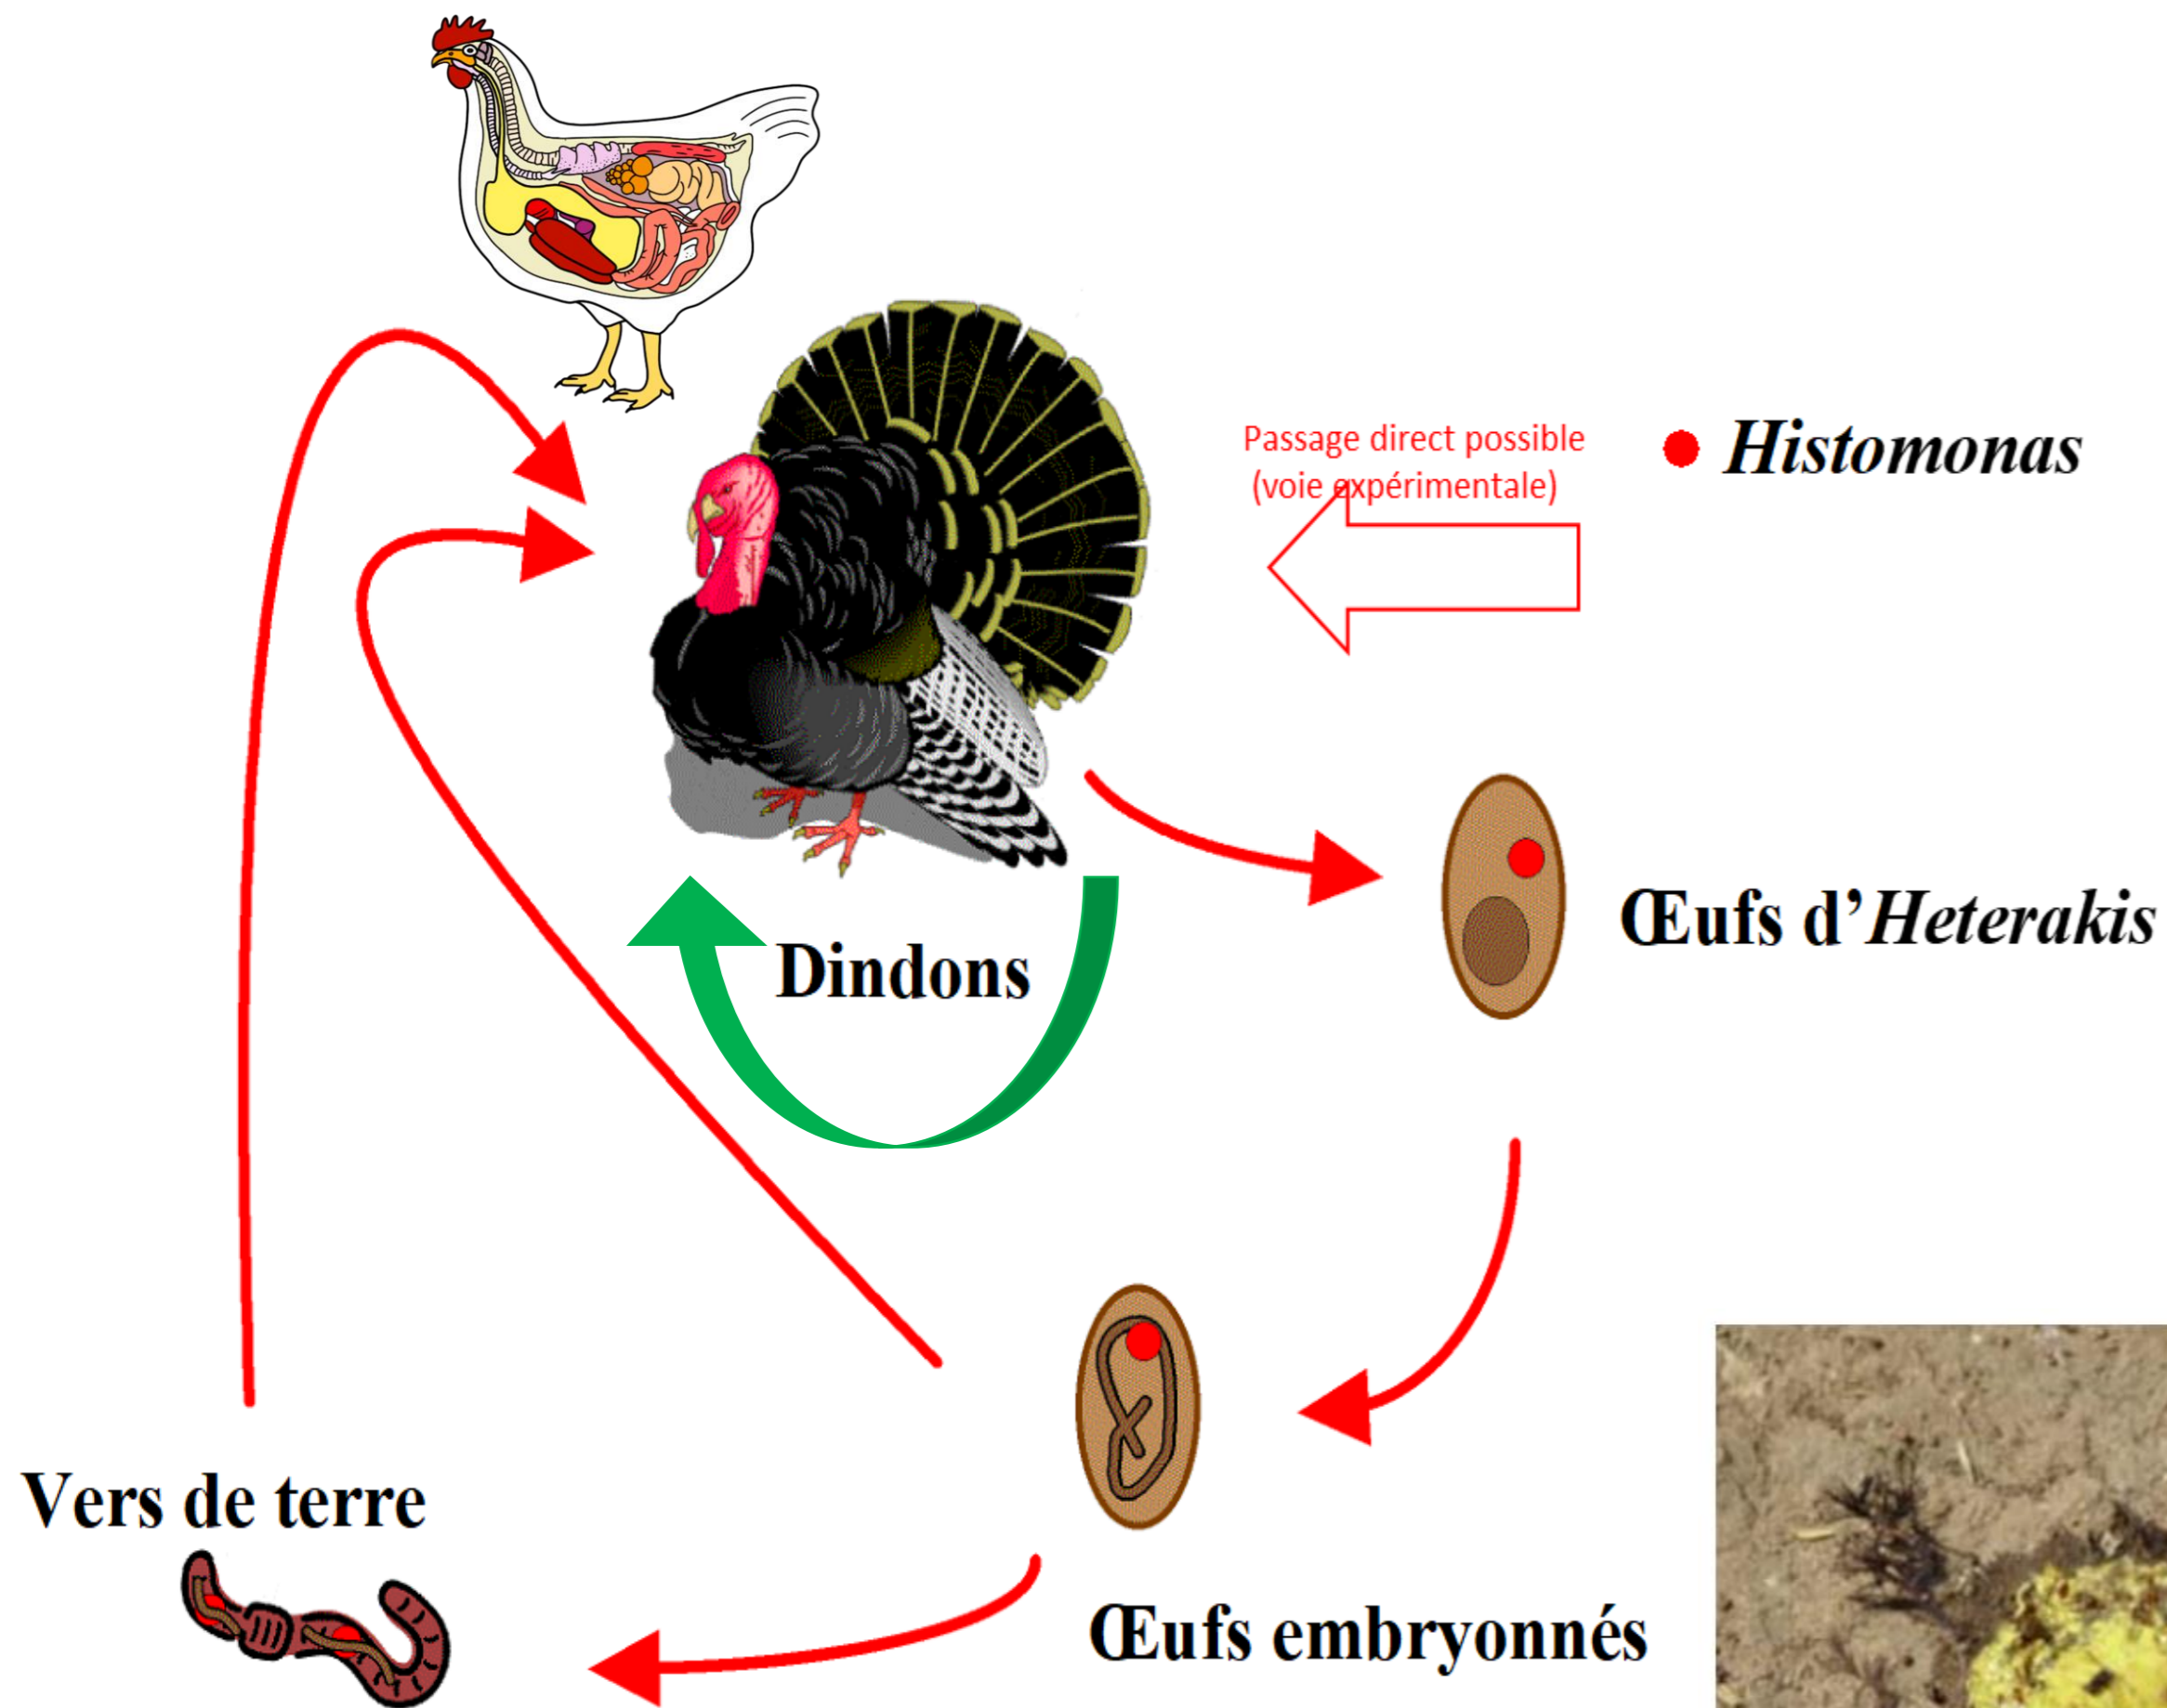 Passage direct possible
(voie expérimentale)
Histomonas
Œufs d’Heterakis
Dindons
Vers de terre
Œufs embryonnés